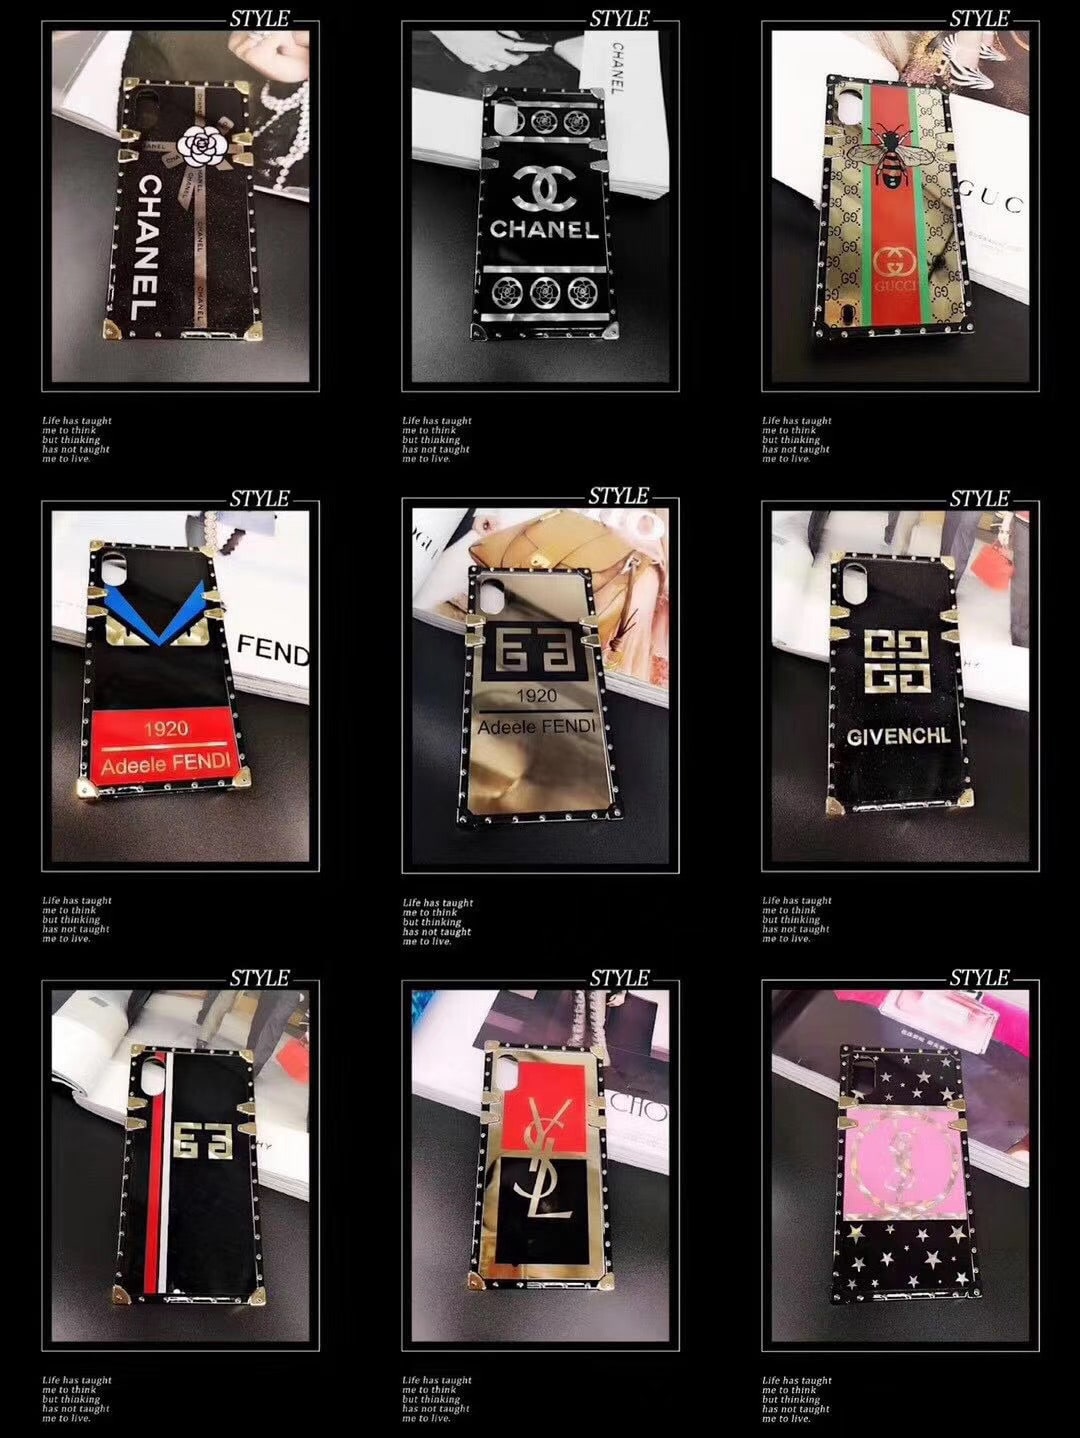 STYLE
STYLE
STYLE
CHANEL
CHANEL
CHANEL
CHANEL
CHANEL
CHANEL
CHANEL
GUCCI
GUC
Life has taught
me to think
but thinking
has not taught
me to live.
Life has taught
me to think
but thinking
has not taught
me to live.
Life has taught
me to think
but thinking
has not taught
me to live.
STYLE
STYLE
STYLE
FEND
1920
Adeele FENDI
1920
Adeele FENDI
GIVENCHL
Life has taught
me to think
but thinking
has not taught
me to live.
Life has taught
me to think
but thinking
has not taught
me to live.
Life has taught
me to think
but thinking
has not taught
me to live.
STYLE
STYLE
STYLE
YSL
CHO
Life has taught
me to think
but thinking
has not taught
me to live.
Life has taught
me to think
but thinking
has not taught
me to live.
Life has taught
me to think
but thinking
has not taught
me to live.